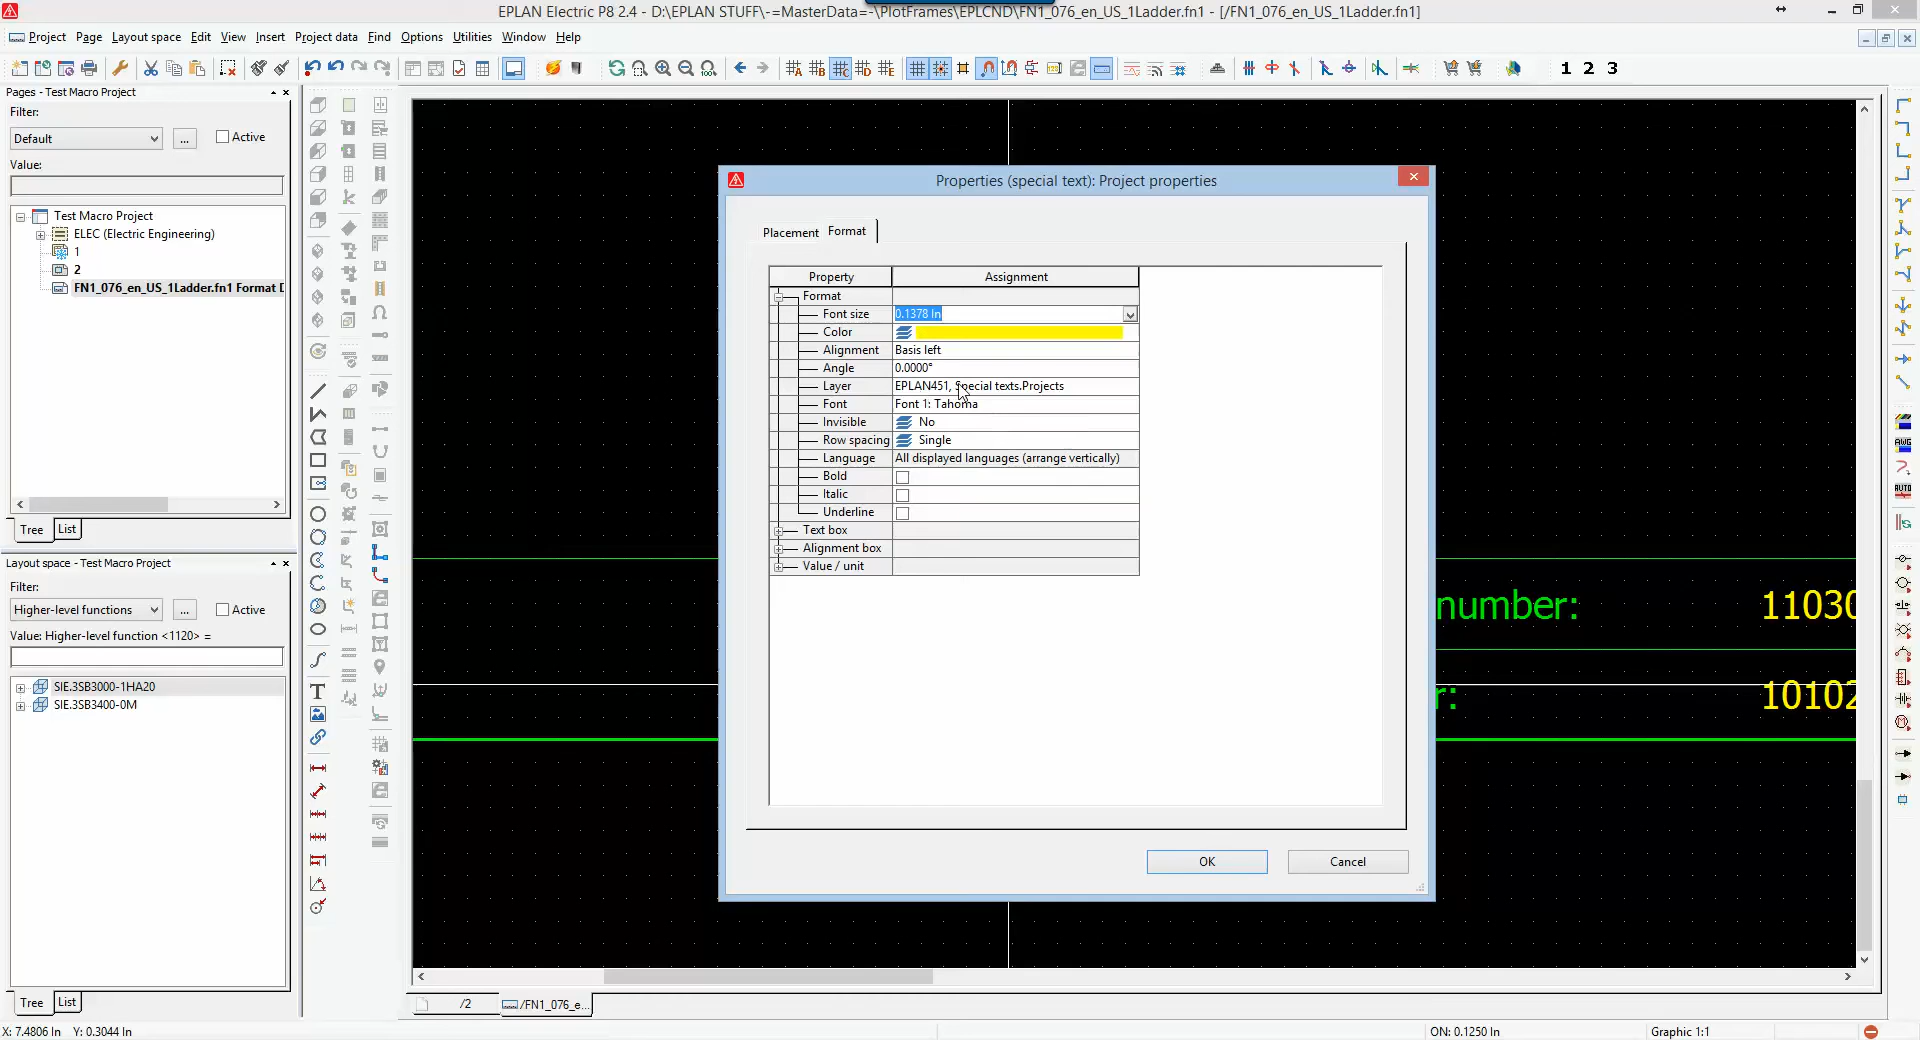 EPLAN Electric P8 2.4 - D:\EPLAN STUFF\-=MasterData=-\PlotFrames\EPLCND\FN1_076_en_US_1Ladder.fn1 - [/FN1_076_en_US_1Ladder.fn1]
Project Page Layout space Edit View Insert Project data Find Options Utilities Window Help
1 2 3
Pages - Test Macro Project
Filter:
Default ... Active
Value:
Test Macro Project
ELEC (Electric Engineering)
1
2
FN1_076_en_US_1Ladder.fn1 Format D
Tree List
Layout space - Test Macro Project
Filter:
Higher-level functions ... Active
Value: Higher-level function <1120> =
SIE.3SB3000-1HA20
SIE.3SB3400-0M
Tree List
Properties (special text): Project properties
Placement Format
Property Assignment
Format
Font size 0.1378 In
Color
Alignment Basis left
Angle 0.0000°
Layer EPLAN451, Special texts.Projects
Font Font 1: Tahoma
Invisible No
Row spacing Single
Language All displayed languages (arrange vertically)
Bold
Italic
Underline
Text box
Alignment box
Value / unit
OK Cancel
number: 11030
r: 10102
/2 /FN1_076_e...
X: 7.4806 In Y: 0.3044 In ON: 0.1250 In Graphic 1:1
AWG
AUTO